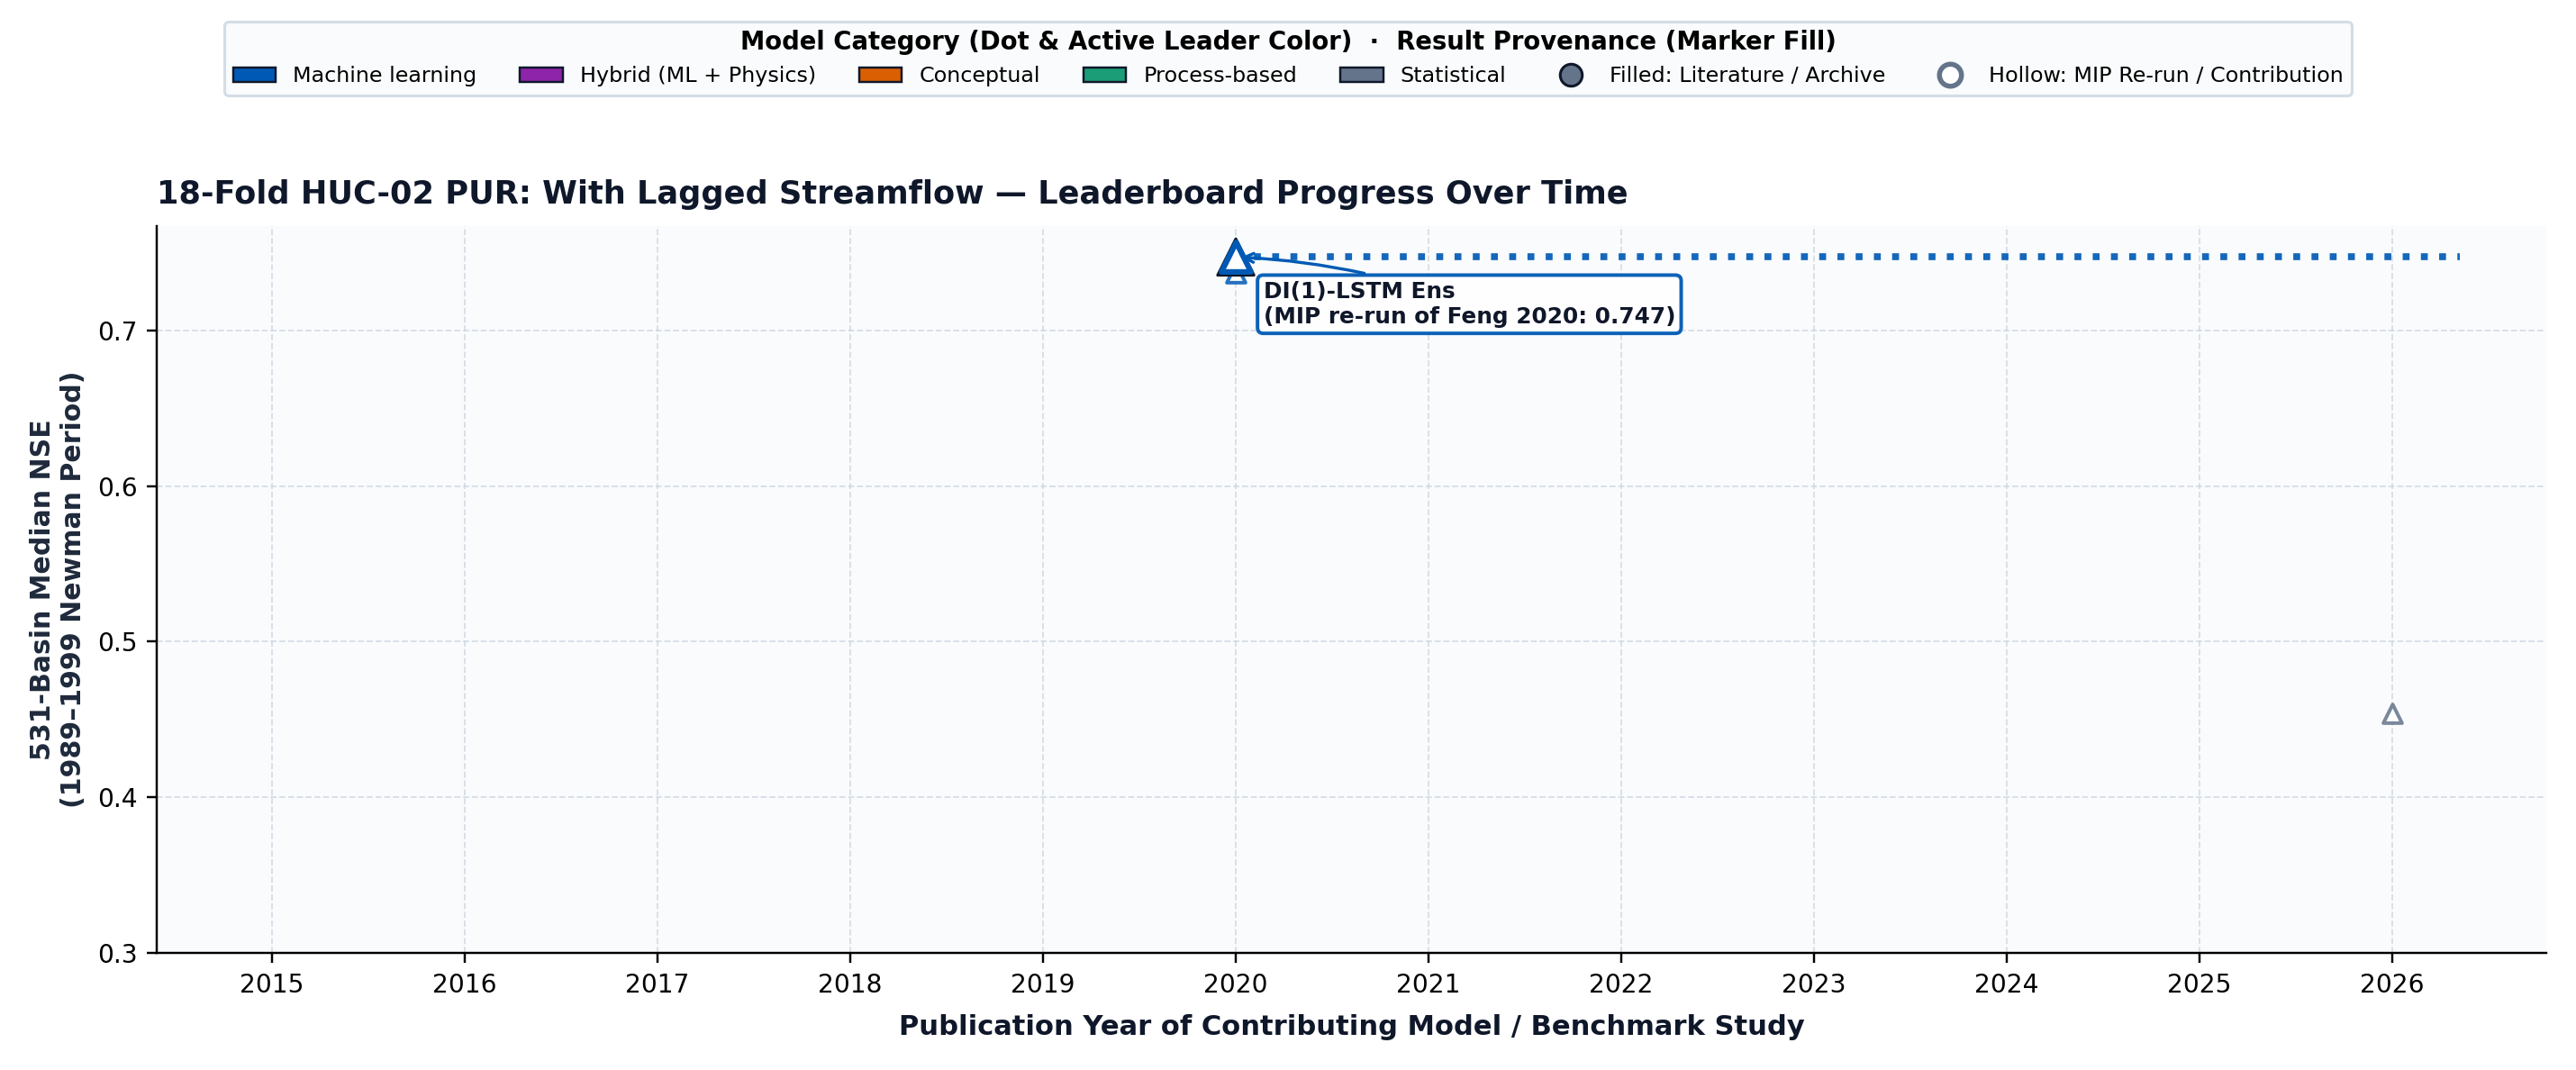 Model Category (Dot & Active Leader Color)  ·  Result Provenance (Marker Fill)
Machine learning
Hybrid (ML + Physics)
Conceptual
Process-based
Statistical
Filled: Literature / Archive
Hollow: MIP Re-run / Contribution
18-Fold HUC-02 PUR: With Lagged Streamflow — Leaderboard Progress Over Time
DI(1)-LSTM Ens
(MIP re-run of Feng 2020: 0.747)
531-Basin Median NSE
(1989–1999 Newman Period)
0.7
0.6
0.5
0.4
0.3
2015
2016
2017
2018
2019
2020
2021
2022
2023
2024
2025
2026
Publication Year of Contributing Model / Benchmark Study